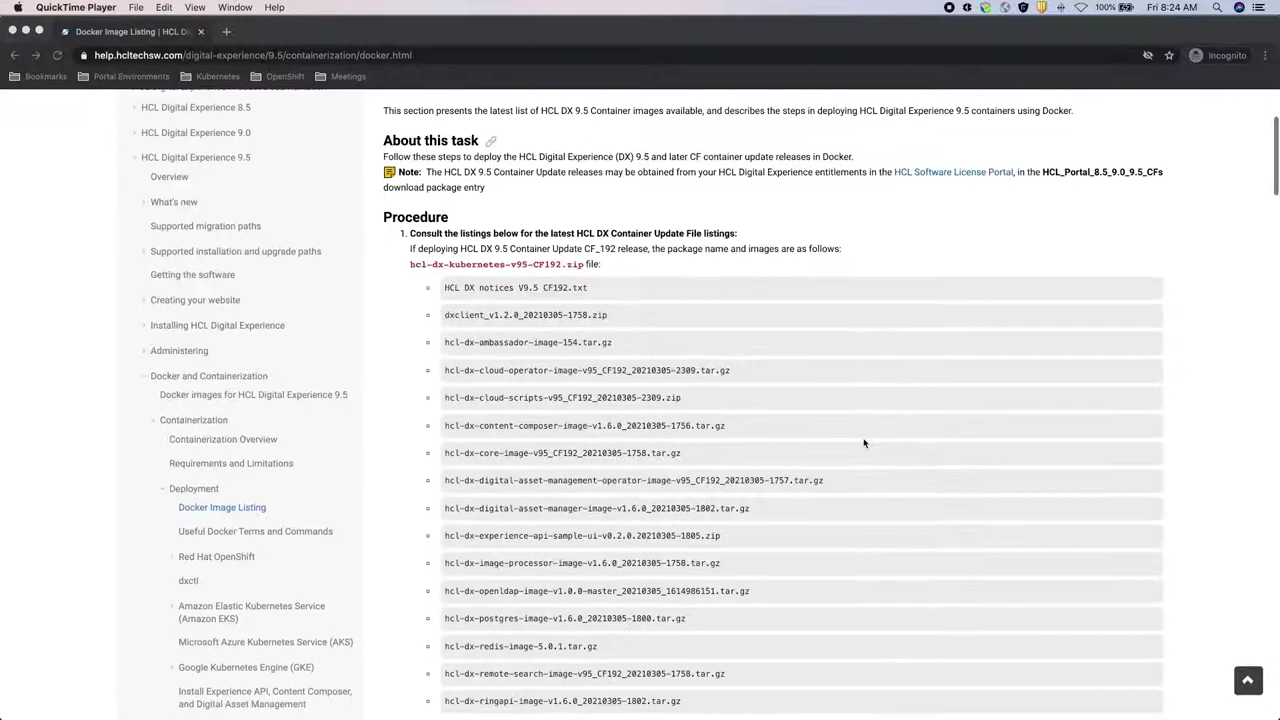 QuickTime Player File Edit View Window Help
100% Fri 8:24 AM
Docker Image Listing | HCL Di
help.hcltechsw.com/digital-experience/9.5/containerization/docker.html
Incognito
Bookmarks Portal Environments Kubernetes OpenShift Meetings
HCL Digital Experience 8.5
HCL Digital Experience 9.0
HCL Digital Experience 9.5
Overview
What's new
Supported migration paths
Supported installation and upgrade paths
Getting the software
Creating your website
Installing HCL Digital Experience
Administering
Docker and Containerization
Docker images for HCL Digital Experience 9.5
Containerization
Containerization Overview
Requirements and Limitations
Deployment
Docker Image Listing
Useful Docker Terms and Commands
Red Hat OpenShift
dxctl
Amazon Elastic Kubernetes Service
(Amazon EKS)
Microsoft Azure Kubernetes Service (AKS)
Google Kubernetes Engine (GKE)
Install Experience API, Content Composer,
and Digital Asset Management
This section presents the latest list of HCL DX 9.5 Container images available, and describes the steps in deploying HCL Digital Experience 9.5 containers using Docker.
About this task
Follow these steps to deploy the HCL Digital Experience (DX) 9.5 and later CF container update releases in Docker.
Note: The HCL DX 9.5 Container Update releases may be obtained from your HCL Digital Experience entitlements in the HCL Software License Portal, in the HCL_Portal_8.5_9.0_9.5_CFs
download package entry
Procedure
1. Consult the listings below for the latest HCL DX Container Update File listings:
If deploying HCL DX 9.5 Container Update CF_192 release, the package name and images are as follows:
hcl-dx-kubernetes-v95-CF192.zip file:
HCL DX notices V9.5 CF192.txt
dxclient_v1.2.0_20210305-1758.zip
hcl-dx-ambassador-image-154.tar.gz
hcl-dx-cloud-operator-image-v95_CF192_20210305-2309.tar.gz
hcl-dx-cloud-scripts-v95_CF192_20210305-2309.zip
hcl-dx-content-composer-image-v1.6.0_20210305-1756.tar.gz
hcl-dx-core-image-v95_CF192_20210305-1758.tar.gz
hcl-dx-digital-asset-management-operator-image-v95_CF192_20210305-1757.tar.gz
hcl-dx-digital-asset-manager-image-v1.6.0_20210305-1802.tar.gz
hcl-dx-experience-api-sample-ui-v0.2.0.20210305-1805.zip
hcl-dx-image-processor-image-v1.6.0_20210305-1758.tar.gz
hcl-dx-openldap-image-v1.0.0-master_20210305_1614986151.tar.gz
hcl-dx-postgres-image-v1.6.0_20210305-1800.tar.gz
hcl-dx-redis-image-5.0.1.tar.gz
hcl-dx-remote-search-image-v95_CF192_20210305-1758.tar.gz
hcl-dx-ringapi-image-v1.6.0_20210305-1802.tar.gz